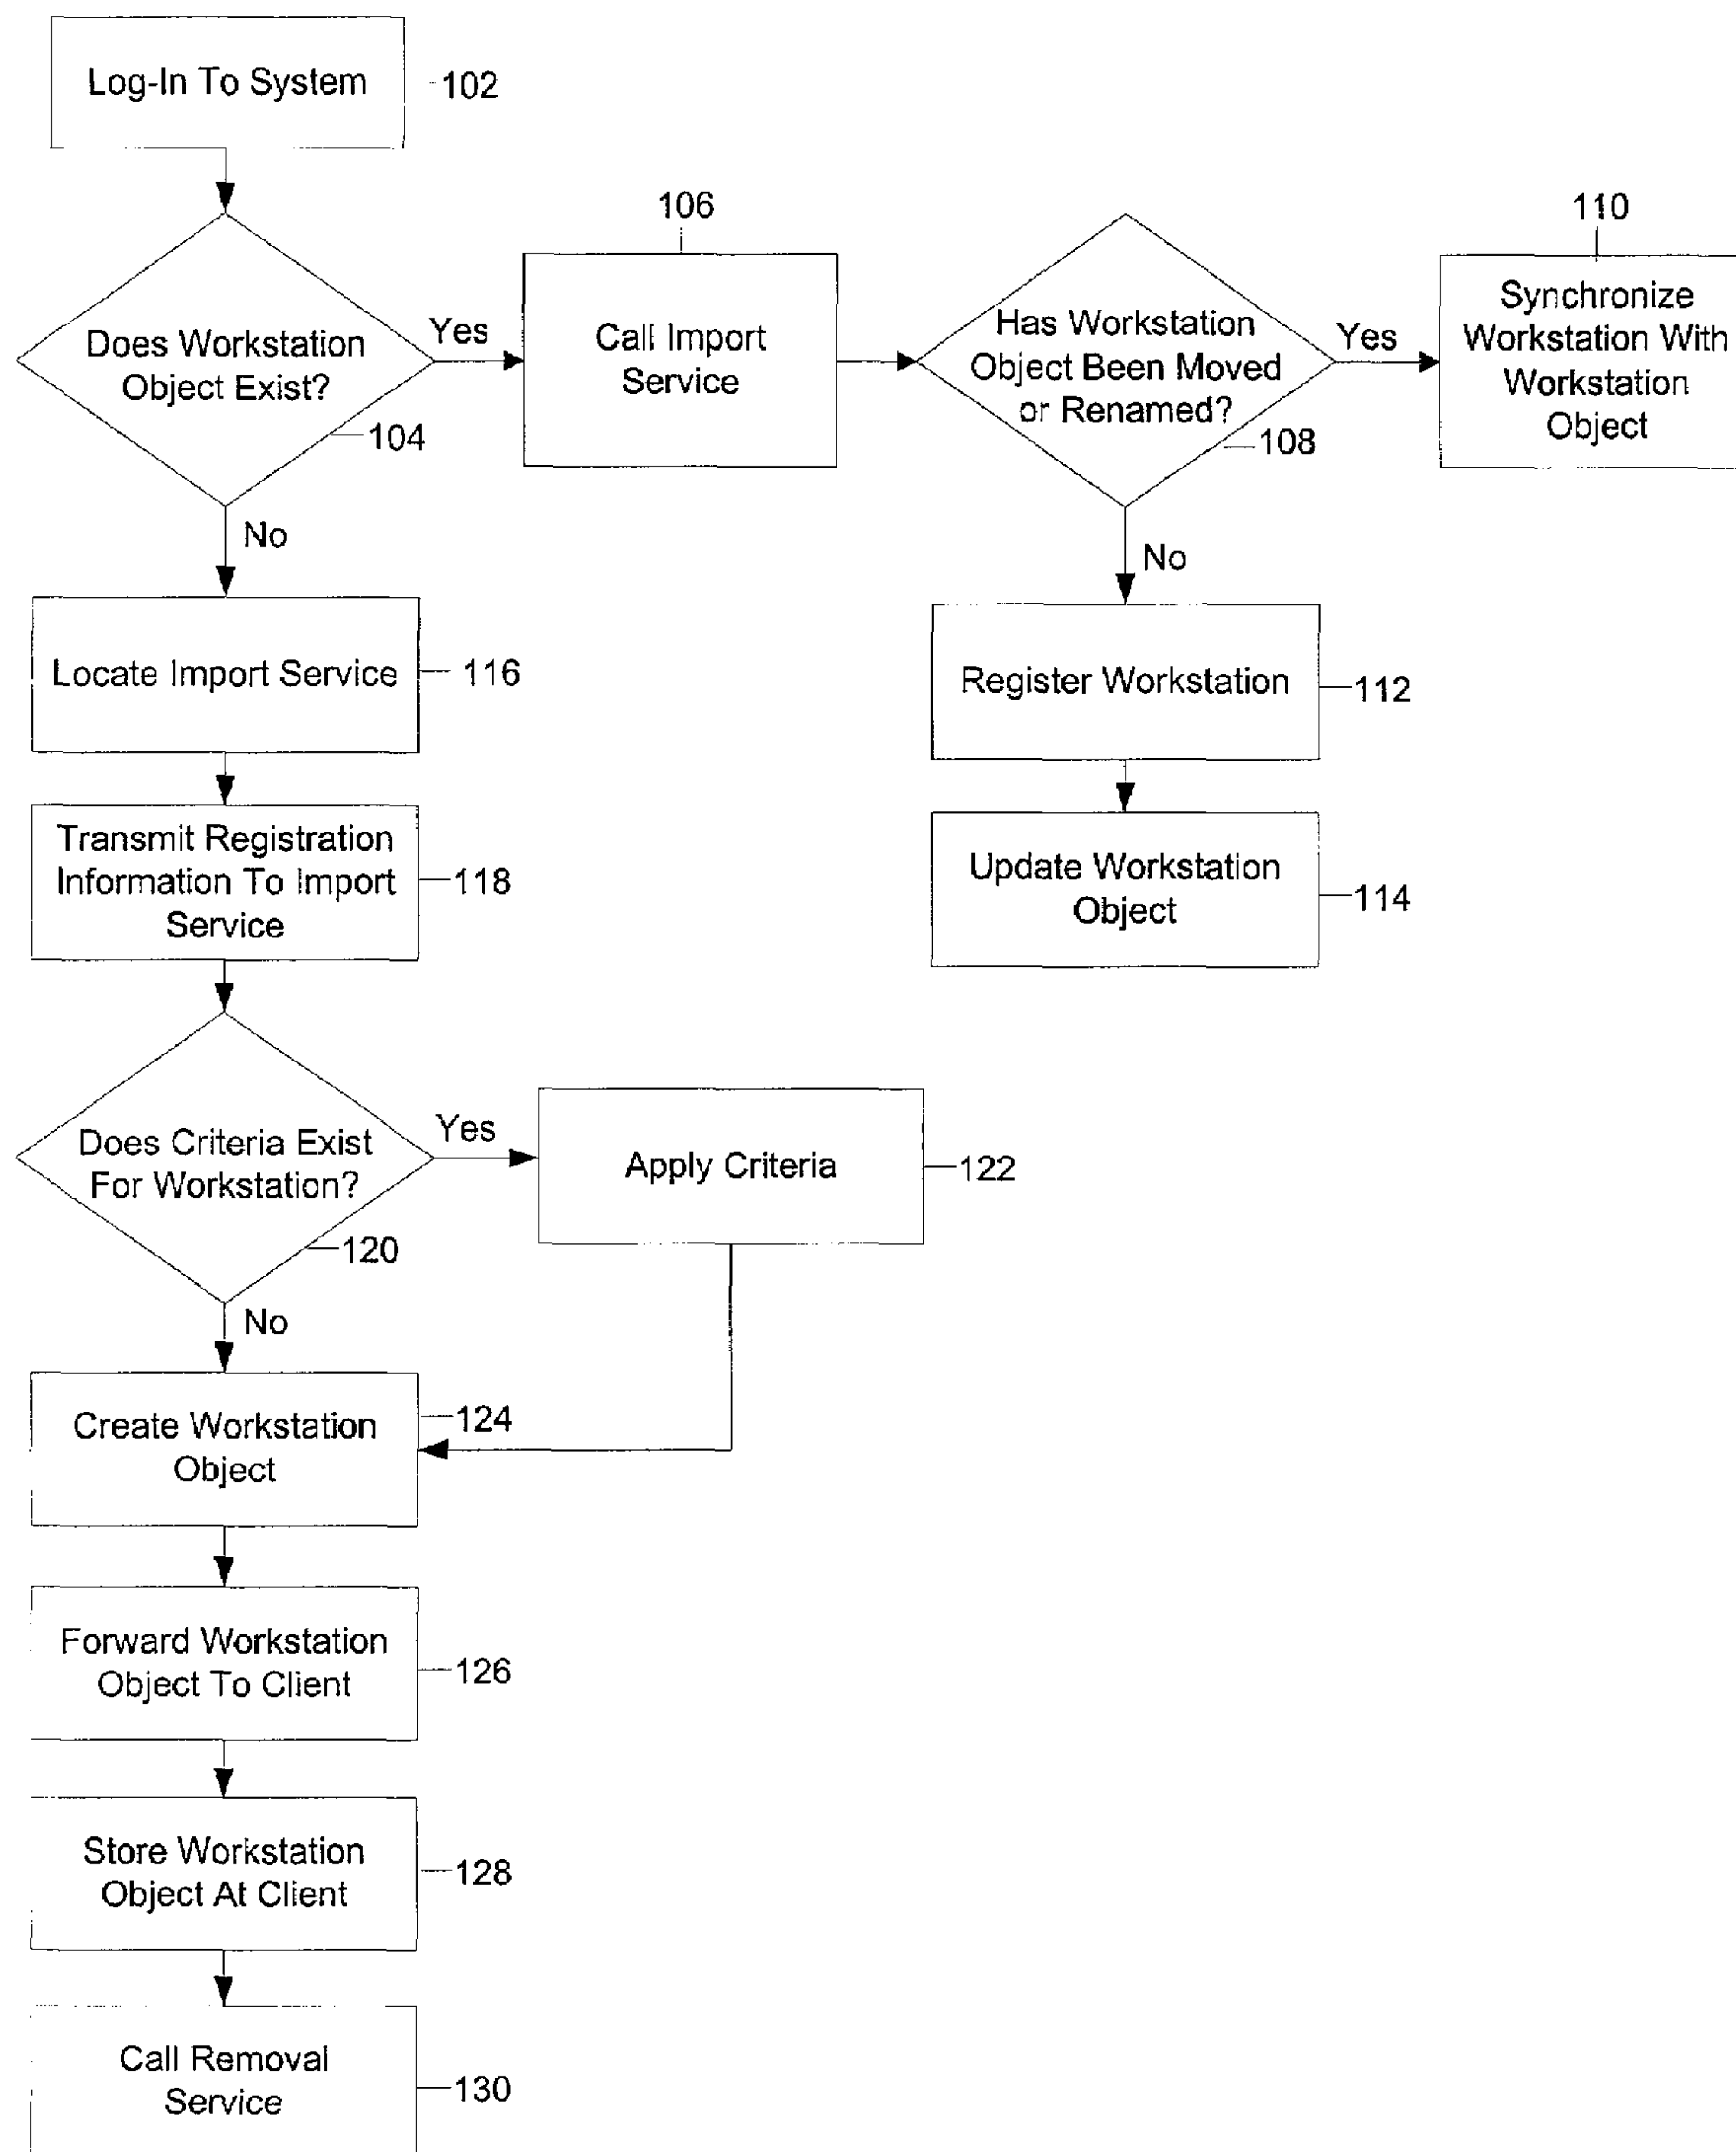 Log-In To System
102
Does Workstation
Object Exist?
104
Yes
No
106
Call Import
Service
Has Workstation
Object Been Moved
or Renamed?
108
Yes
No
110
Synchronize
Workstation With
Workstation
Object
Register Workstation
112
Update Workstation
Object
114
Locate Import Service
116
Transmit Registration
Information To Import
Service
118
Does Criteria Exist
For Workstation?
120
Yes
No
Apply Criteria
122
Create Workstation
Object
124
Forward Workstation
Object To Client
126
Store Workstation
Object At Client
128
Call Removal
Service
130